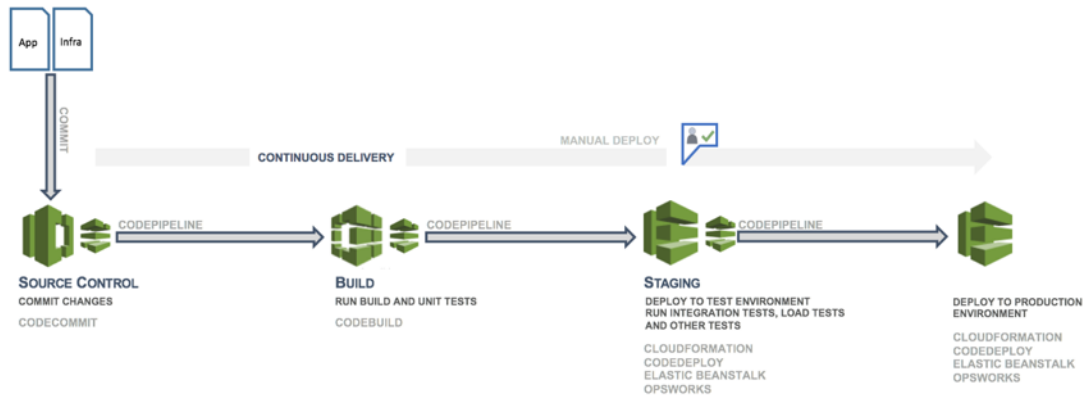 App
Infra
COMMIT
MANUAL DEPLOY
CONTINUOUS DELIVERY
CODEPIPELINE
CODEPIPELINE
CODEPIPELINE
SOURCE CONTROL
COMMIT CHANGES
CODECOMMIT
BUILD
RUN BUILD AND UNIT TESTS
CODEBUILD
STAGING
DEPLOY TO TEST ENVIRONMENT
RUN INTEGRATION TESTS, LOAD TESTS
AND OTHER TESTS
CLOUDFORMATION
CODEDEPLOY
ELASTIC BEANSTALK
OPSWORKS
DEPLOY TO PRODUCTION
ENVIRONMENT
CLOUDFORMATION
CODEDEPLOY
ELASTIC BEANSTALK
OPSWORKS